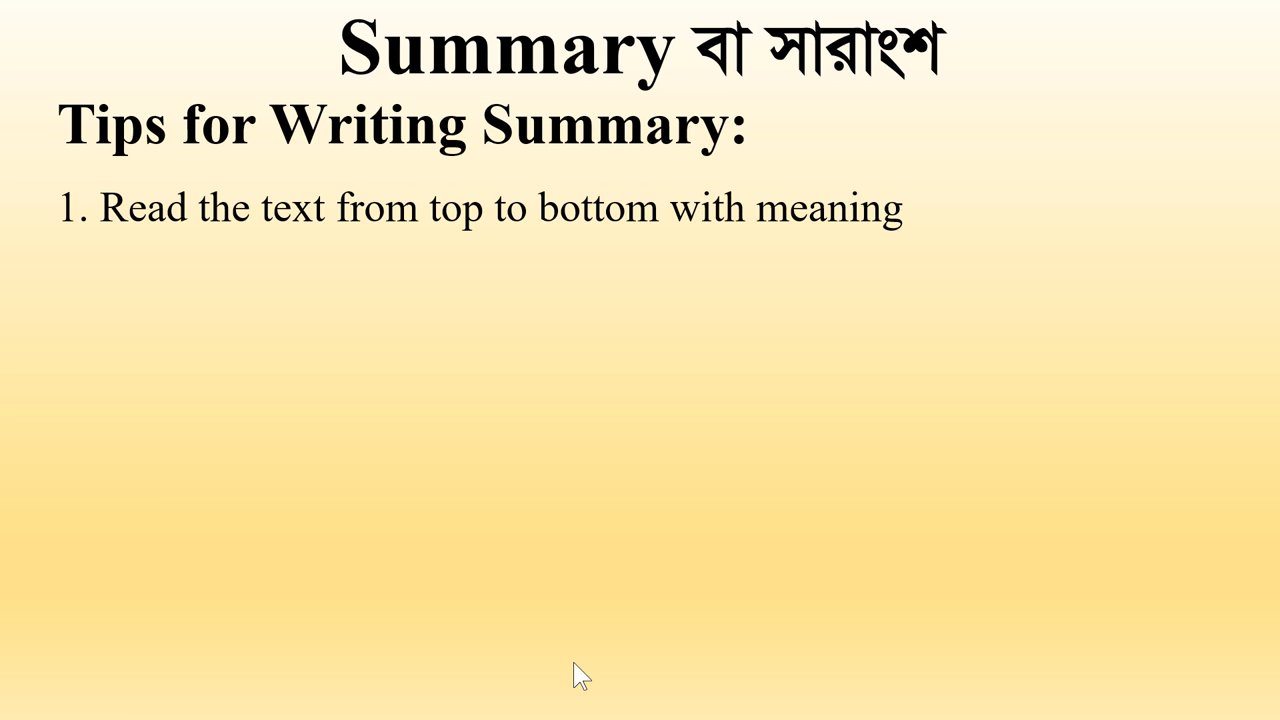 Summary বা সারাংশ
Tips for Writing Summary:
1. Read the text from top to bottom with meaning